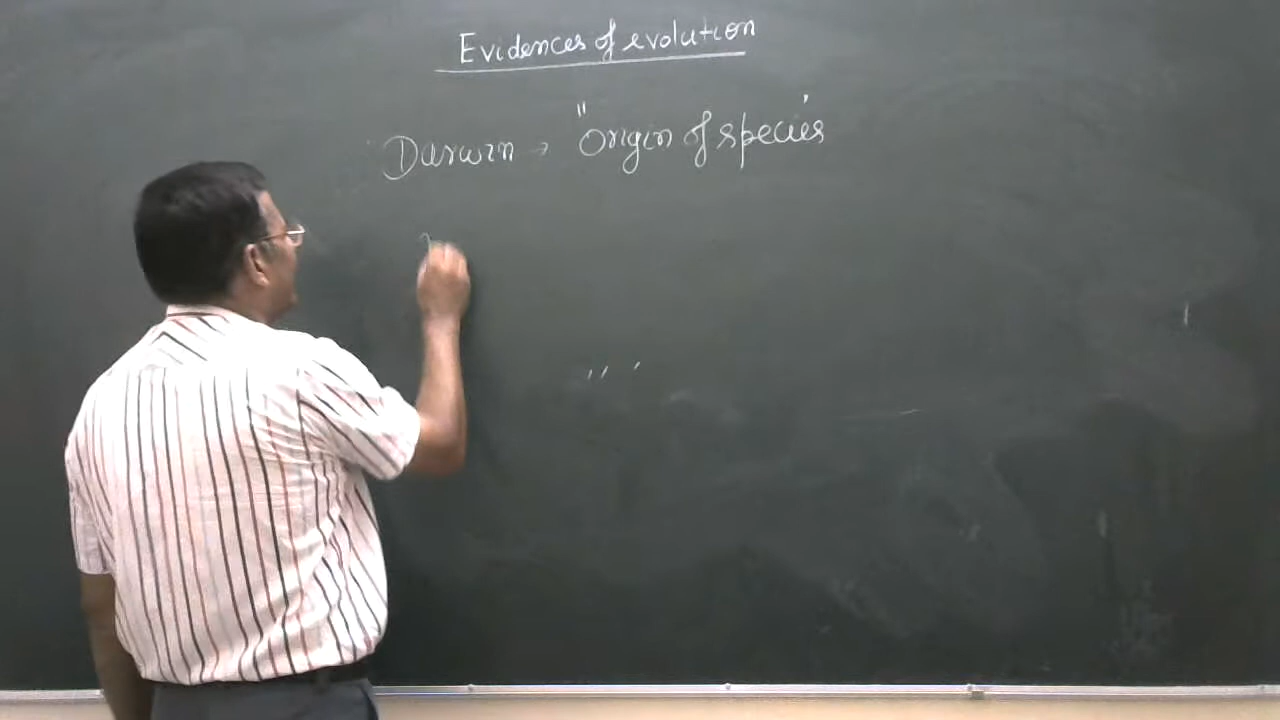 Evidences of evolution
Darwin → "Origin of species'